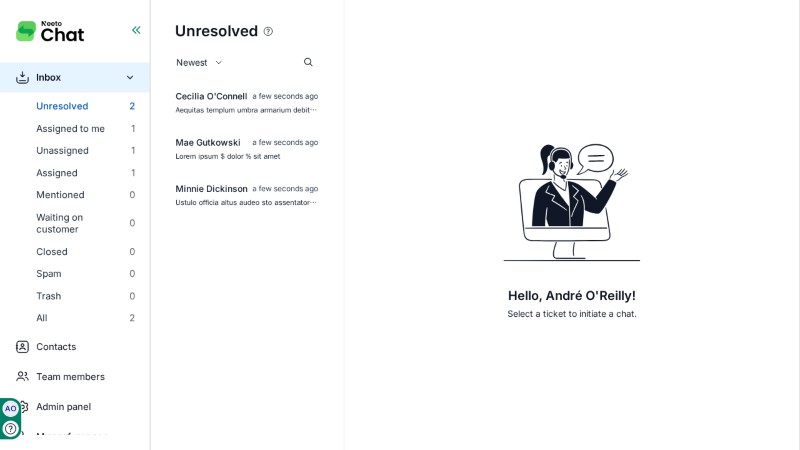 Neeto
Chat
Inbox
Unresolved 2
Assigned to me 1
Unassigned 1
Assigned 1
Mentioned 0
Waiting on
customer 0
Closed 0
Spam 0
Trash 0
All 2
Contacts
Team members
Admin panel
AO
Unresolved
Newest
Cecilia O'Connell a few seconds ago
Aequitas templum umbra armarium debit...
Mae Gutkowski a few seconds ago
Lorem ipsum $ dolor % sit amet
Minnie Dickinson a few seconds ago
Ustulo officia altus audeo sto assentator...
Hello, André O'Reilly!
Select a ticket to initiate a chat.